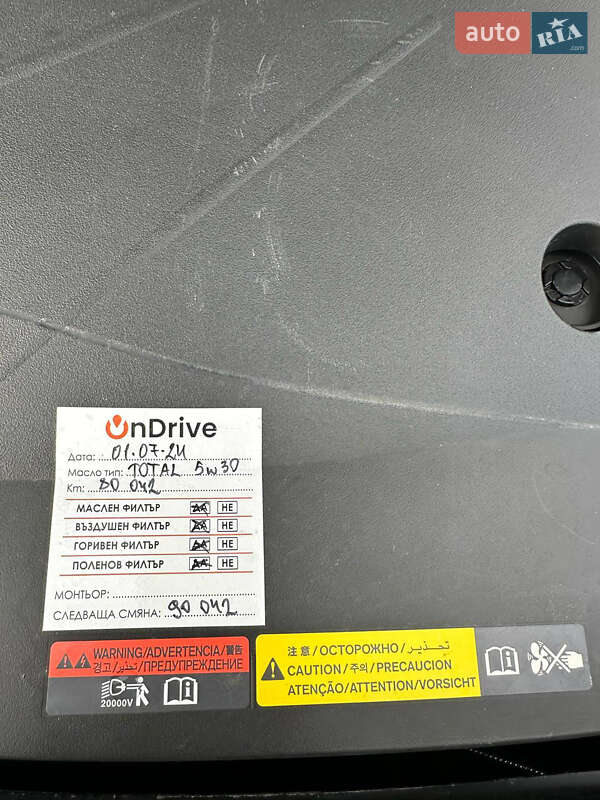 auto RIA.com
OnDrive
Дата: 01.07.24
Масло тип: TOTAL 5w30
Км: 80 042
МАСЛЕН ФИЛТЪР ДА НЕ
ВЪЗДУШЕН ФИЛТЪР ДА НЕ
ГОРИВЕН ФИЛТЪР ДА НЕ
ПОЛЕНОВ ФИЛТЪР ДА НЕ
МОНТЬОР:
СЛЕДВАЩА СМЯНА: 90 042
WARNING/ADVERTENCIA/警告
경고/تحذير/ПРЕДУПРЕЖДЕНИЕ
20000V
注意/ОСТОРОЖНО/تحذير
CAUTION/주의/PRECAUCION
ATENÇÃO/ATTENTION/VORSICHT